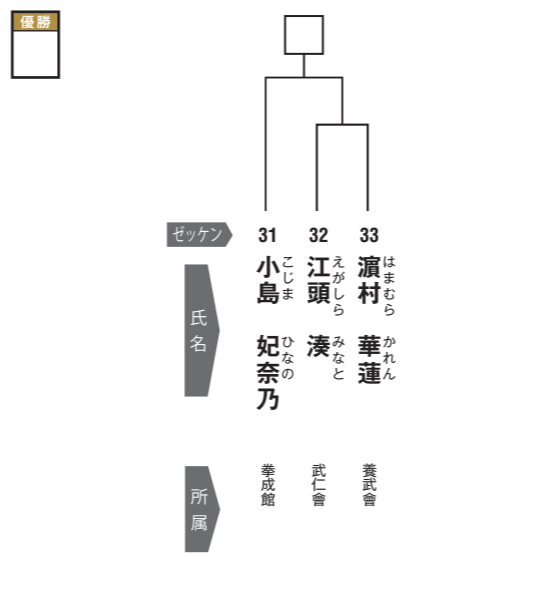 優勝
ゼッケン
31
32
33
氏名
小島 妃奈乃
こじま ひなの
江頭 湊
えがしら みなと
濵村 華蓮
はまむら かれん
所属
拳成館
武仁會
養武會